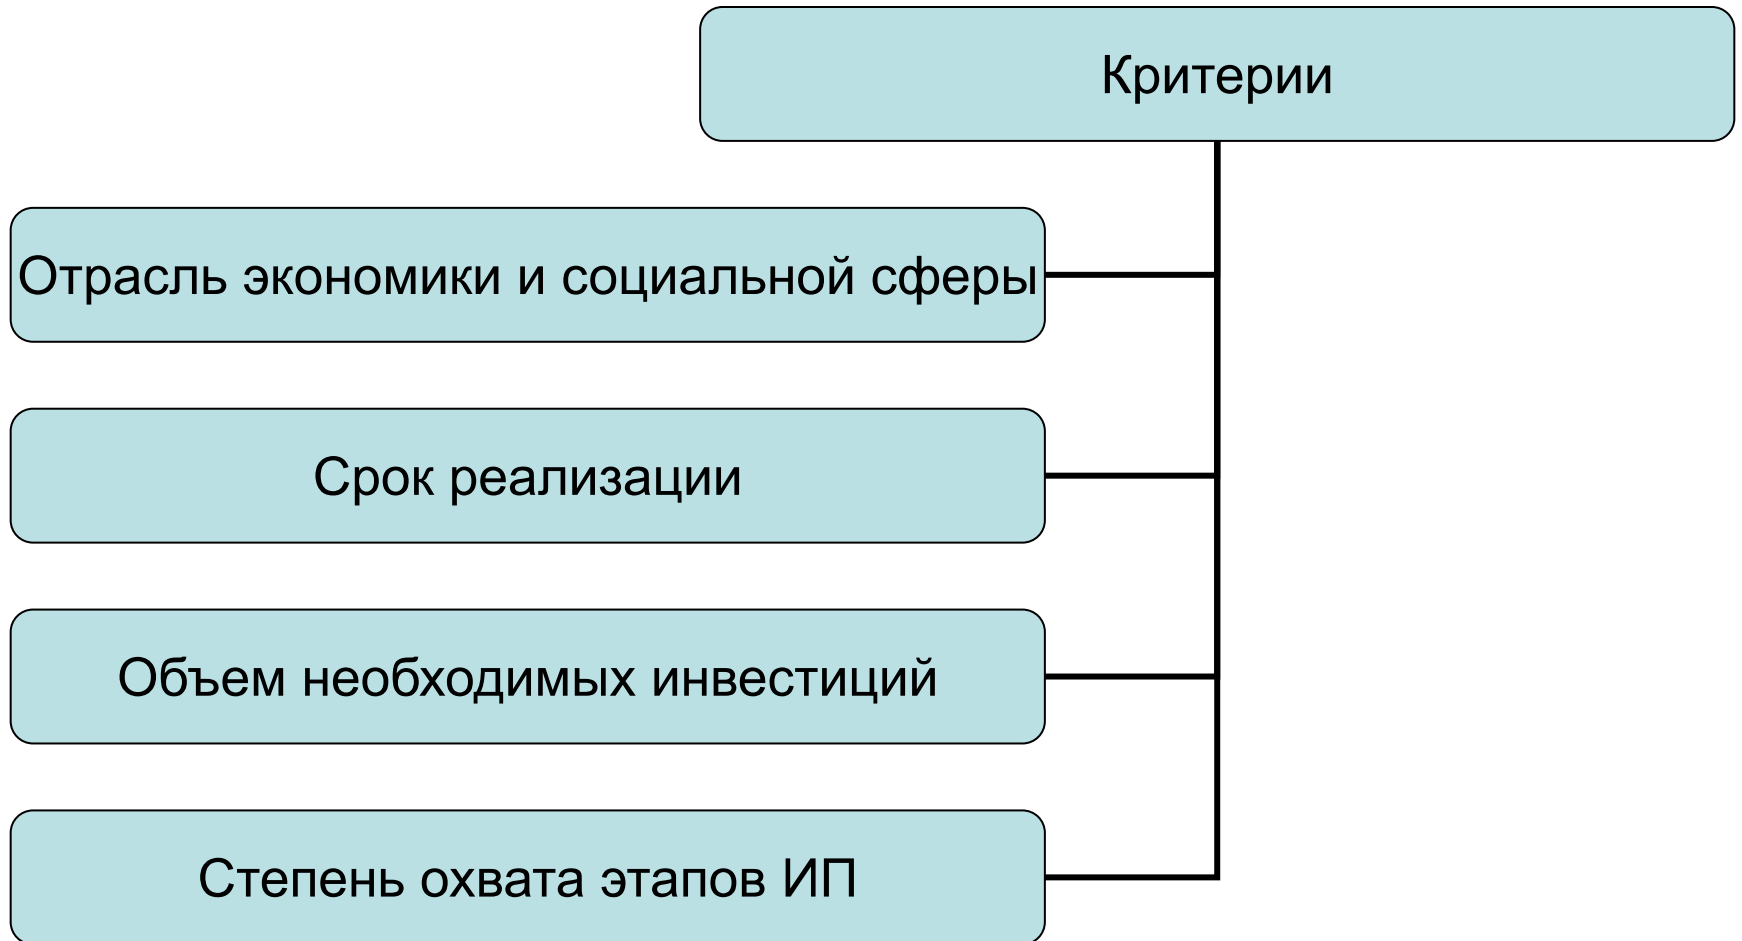 Критерии
Отрасль экономики и социальной сферы
Срок реализации
Объем необходимых инвестиций
Степень охвата этапов ИП